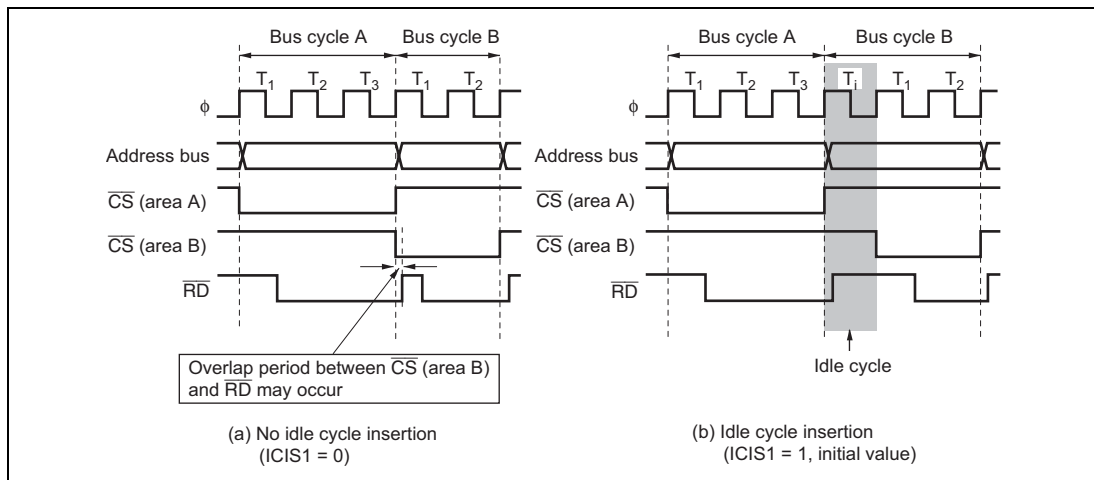 Bus cycle A Bus cycle B
T1 T2 T3 T1 T2
ϕ
Address bus
CS (area A)
CS (area B)
RD
Overlap period between CS (area B)
and RD may occur
(a) No idle cycle insertion
(ICIS1 = 0)
Bus cycle A Bus cycle B
T1 T2 T3 Ti T1 T2
ϕ
Address bus
CS (area A)
CS (area B)
RD
Idle cycle
(b) Idle cycle insertion
(ICIS1 = 1, initial value)